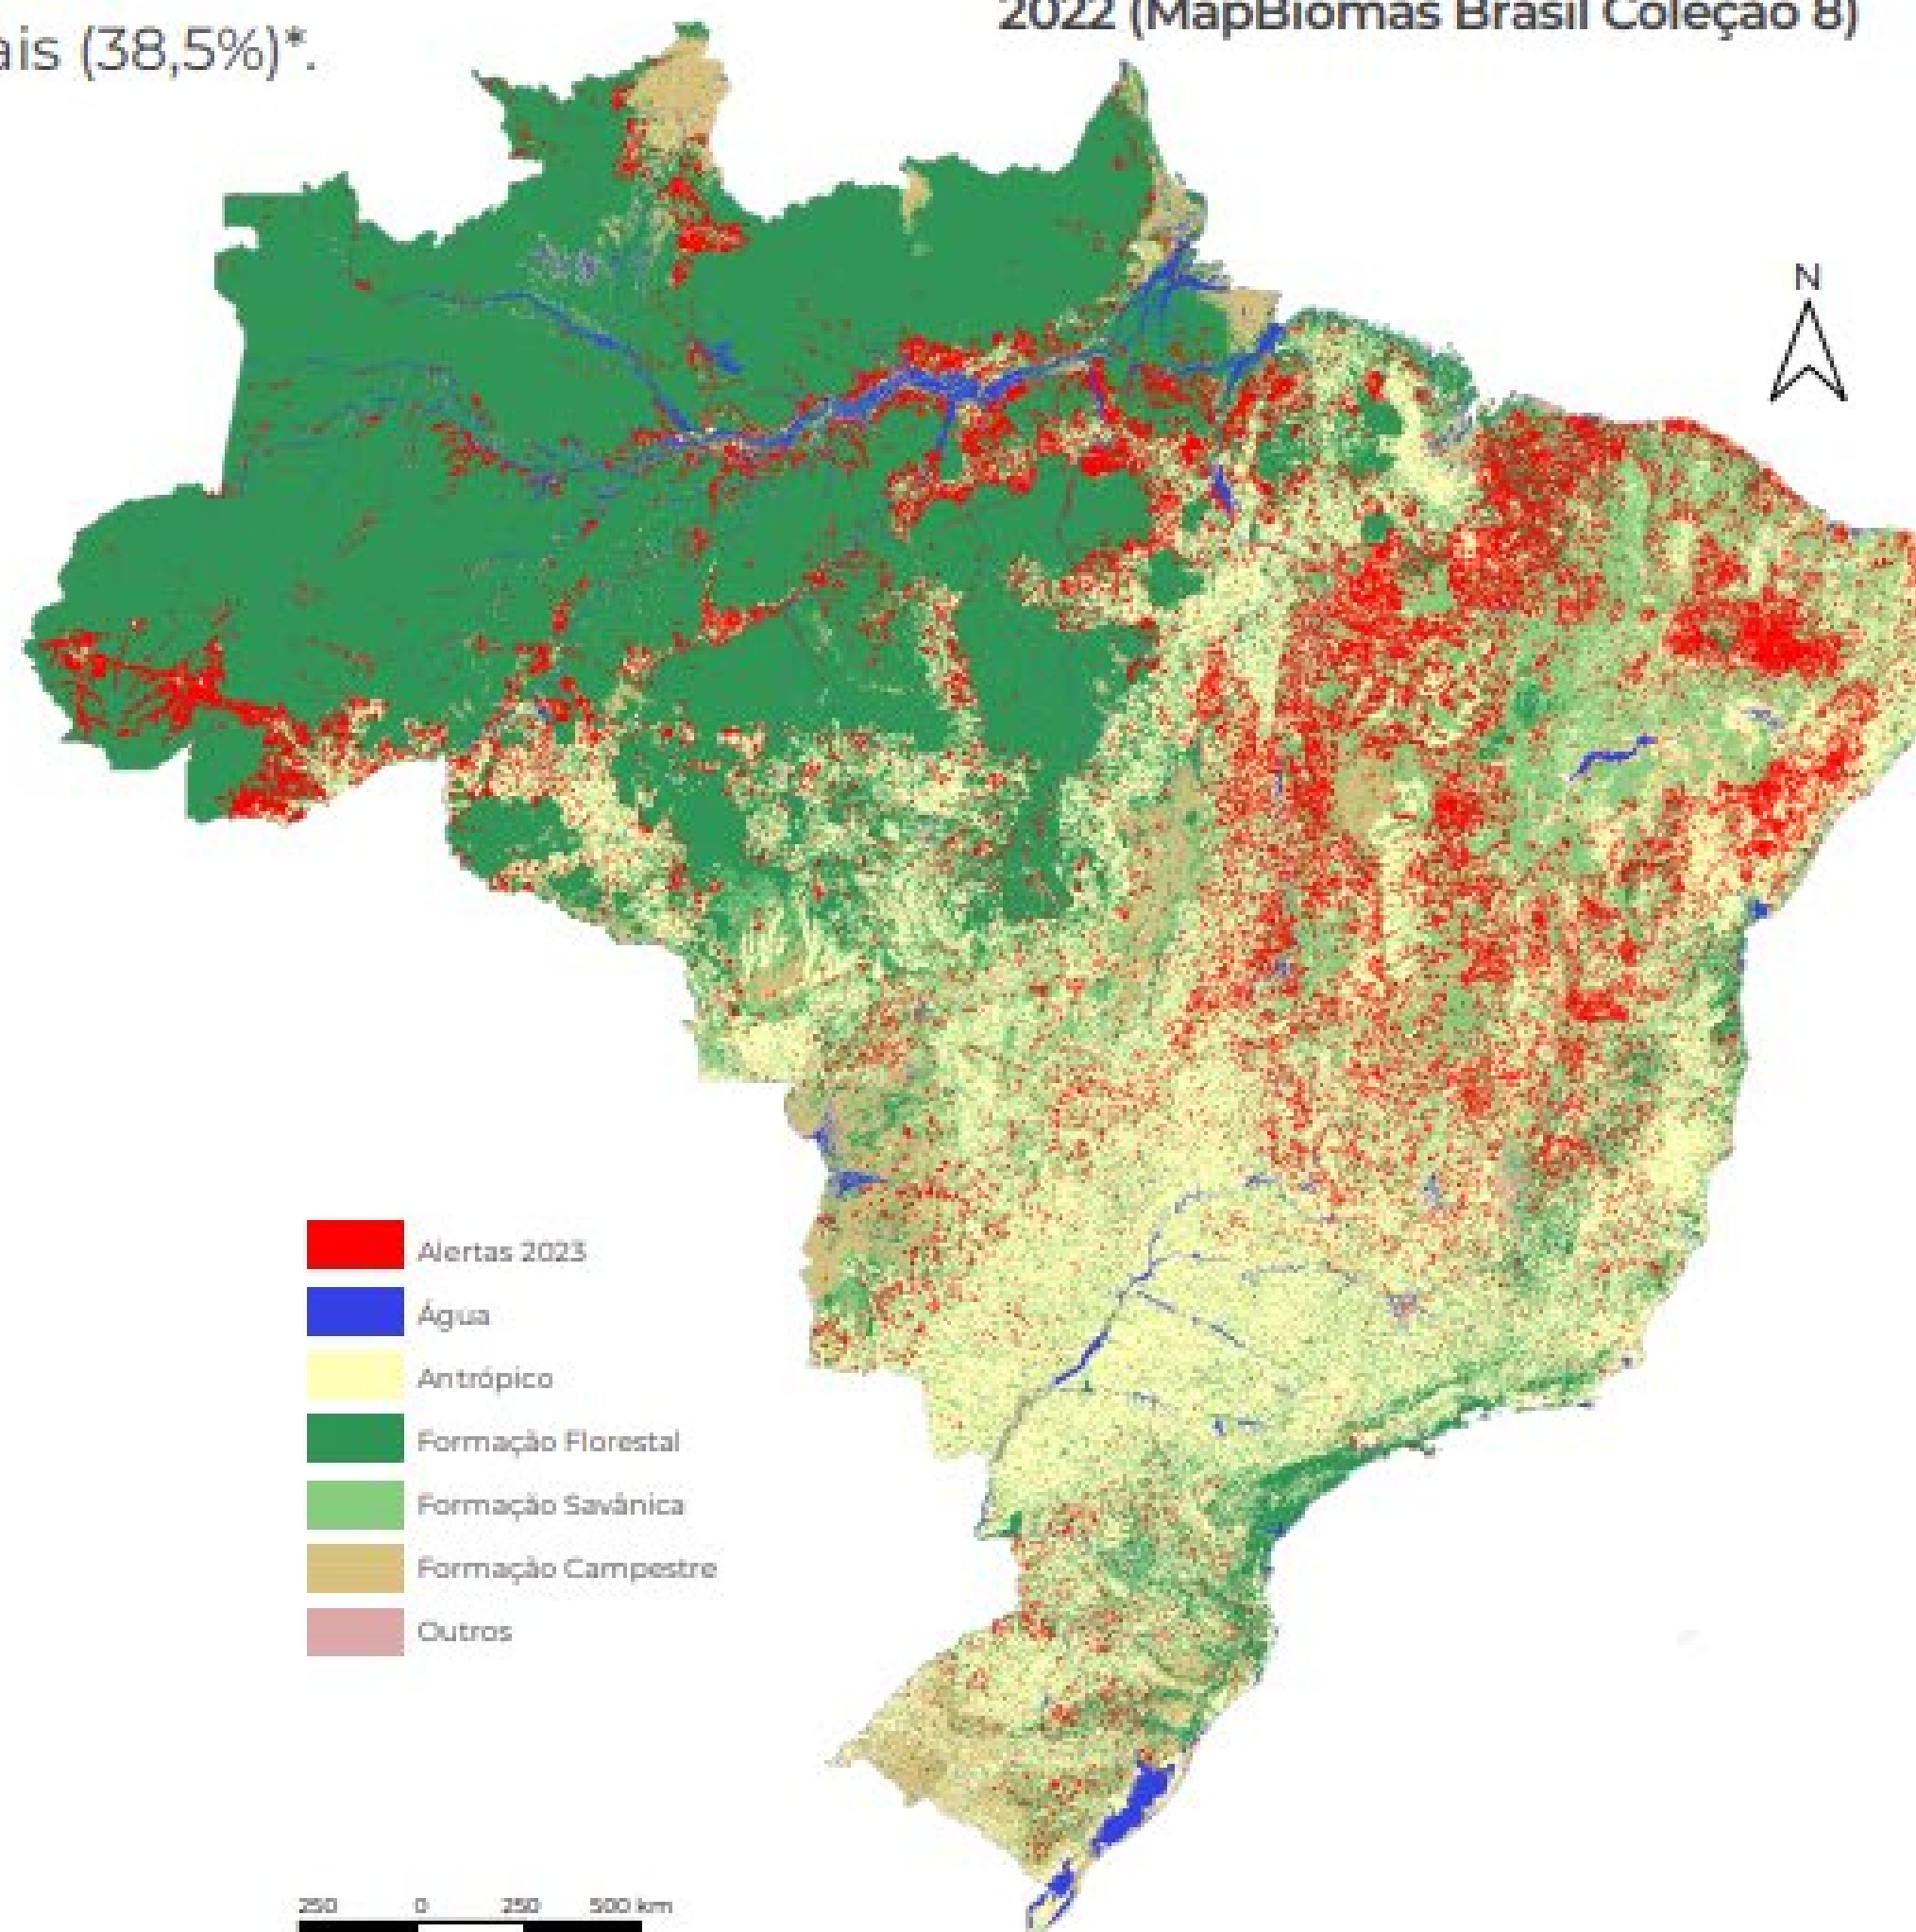 2022 (MapBiomas Brasil Coleção 8)
ais (38,5%)*.
N
Alertas 2023
Água
Antrópico
Formação Florestal
Formação Savânica
Formação Campestre
Outros
250 0 250 500 km